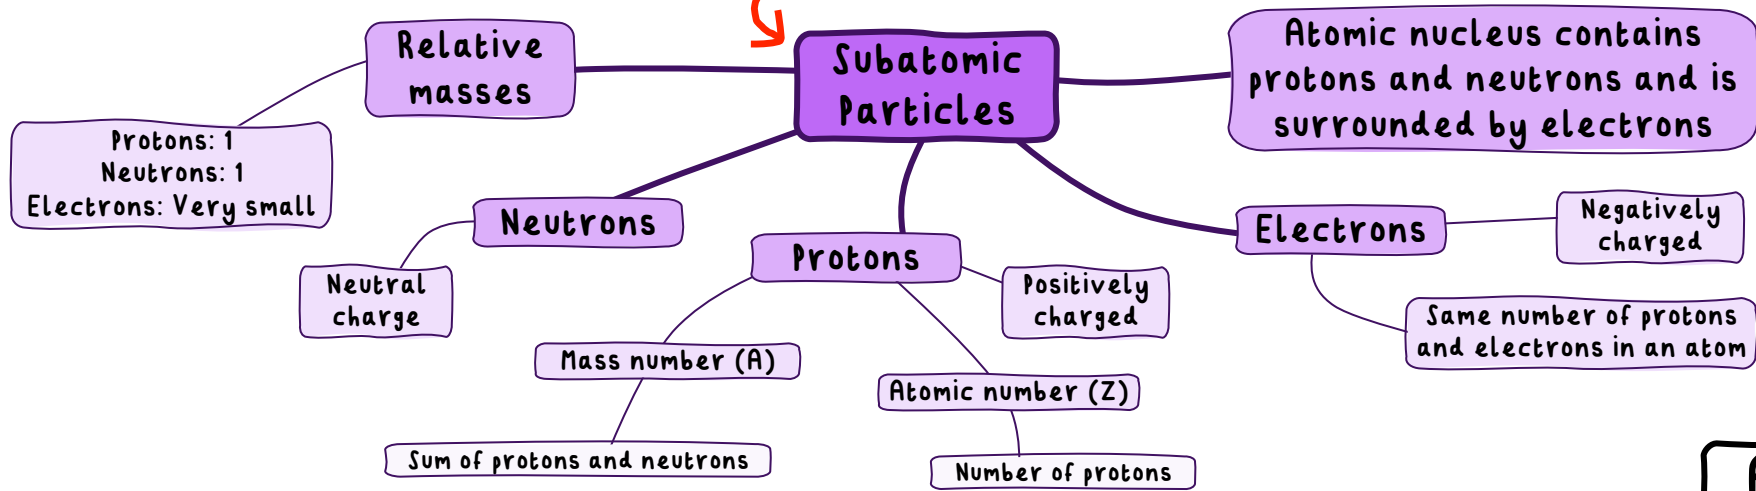 Relative
masses
Subatomic
Particles
Atomic nucleus contains
protons and neutrons and is
surrounded by electrons
Protons: 1
Neutrons: 1
Electrons: Very small
Neutrons
Protons
Electrons
Negatively
charged
Neutral
charge
Positively
charged
Same number of protons
and electrons in an atom
Mass number (A)
Atomic number (Z)
Sum of protons and neutrons
Number of protons